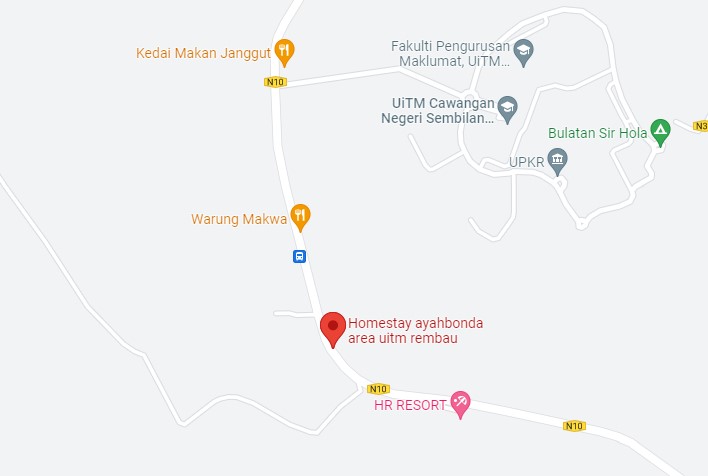 Fakulti Pengurusan
Maklumat, UiTM...
Kedai Makan Janggut
N10
UiTM Cawangan
Negeri Sembilan...
Bulatan Sir Hola
N3
UPKR
Warung Makwa
Homestay ayahbonda
area uitm rembau
N10
HR RESORT
N10